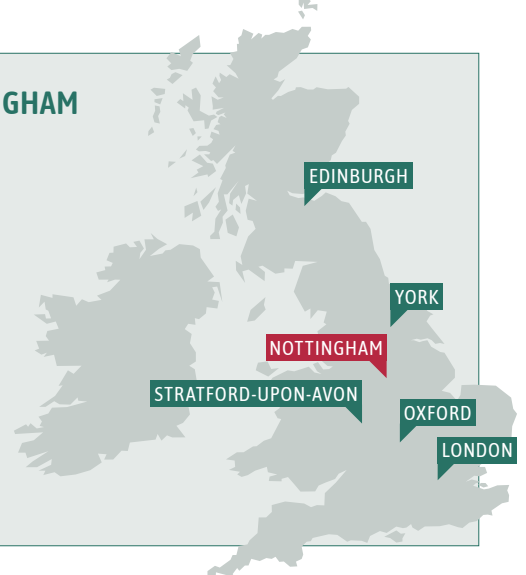 GHAM
EDINBURGH
YORK
NOTTINGHAM
STRATFORD-UPON-AVON
OXFORD
LONDON